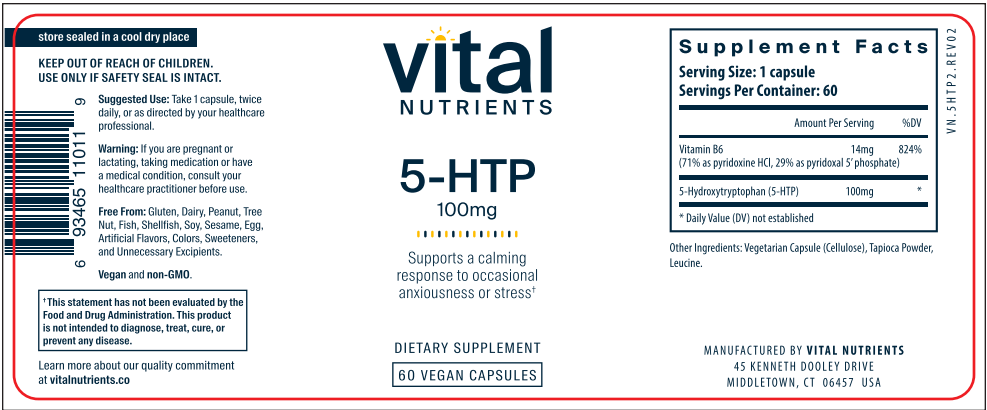 store sealed in a cool dry place
KEEP OUT OF REACH OF CHILDREN.
USE ONLY IF SAFETY SEAL IS INTACT.
Suggested Use: Take 1 capsule, twice
daily, or as directed by your healthcare
professional.
Warning: If you are pregnant or
lactating, taking medication or have
a medical condition, consult your
healthcare practitioner before use.
Free From: Gluten, Dairy, Peanut, Tree
Nut, Fish, Shellfish, Soy, Sesame, Egg,
Artificial Flavors, Colors, Sweeteners,
and Unnecessary Excipients.
Vegan and non-GMO.
6 93465 11011 9
†This statement has not been evaluated by the
Food and Drug Administration. This product
is not intended to diagnose, treat, cure, or
prevent any disease.
Learn more about our quality commitment
at vitalnutrients.co
vital
NUTRIENTS
5-HTP
100mg
Supports a calming
response to occasional
anxiousness or stress†
DIETARY SUPPLEMENT
60 VEGAN CAPSULES
Supplement Facts
Serving Size: 1 capsule
Servings Per Container: 60
Amount Per Serving %DV
Vitamin B6 14mg 824%
(71% as pyridoxine HCl, 29% as pyridoxal 5' phosphate)
5-Hydroxytryptophan (5-HTP) 100mg *
* Daily Value (DV) not established
Other Ingredients: Vegetarian Capsule (Cellulose), Tapioca Powder,
Leucine.
MANUFACTURED BY VITAL NUTRIENTS
45 KENNETH DOOLEY DRIVE
MIDDLETOWN, CT 06457 USA
VN.5HTP2.REV02